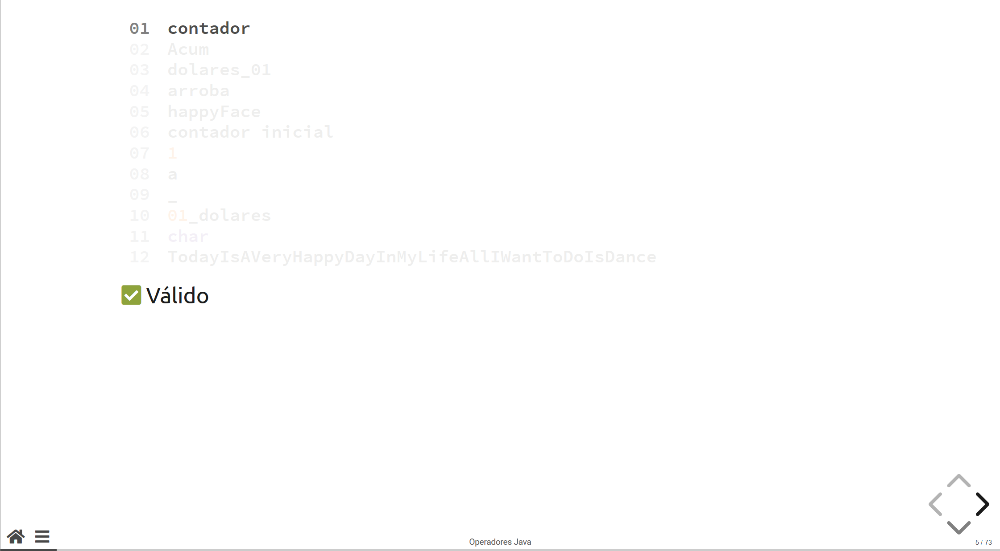 01 contador
02 Acum
03 dolares_01
04 arroba
05 happyFace
06 contador inicial
07 1
08 a
09 _
10 01_dolares
11 char
12 TodayIsAVeryHappyDayInMyLifeAllIWantToDoIsDance
Válido
Operadores Java
5 / 73